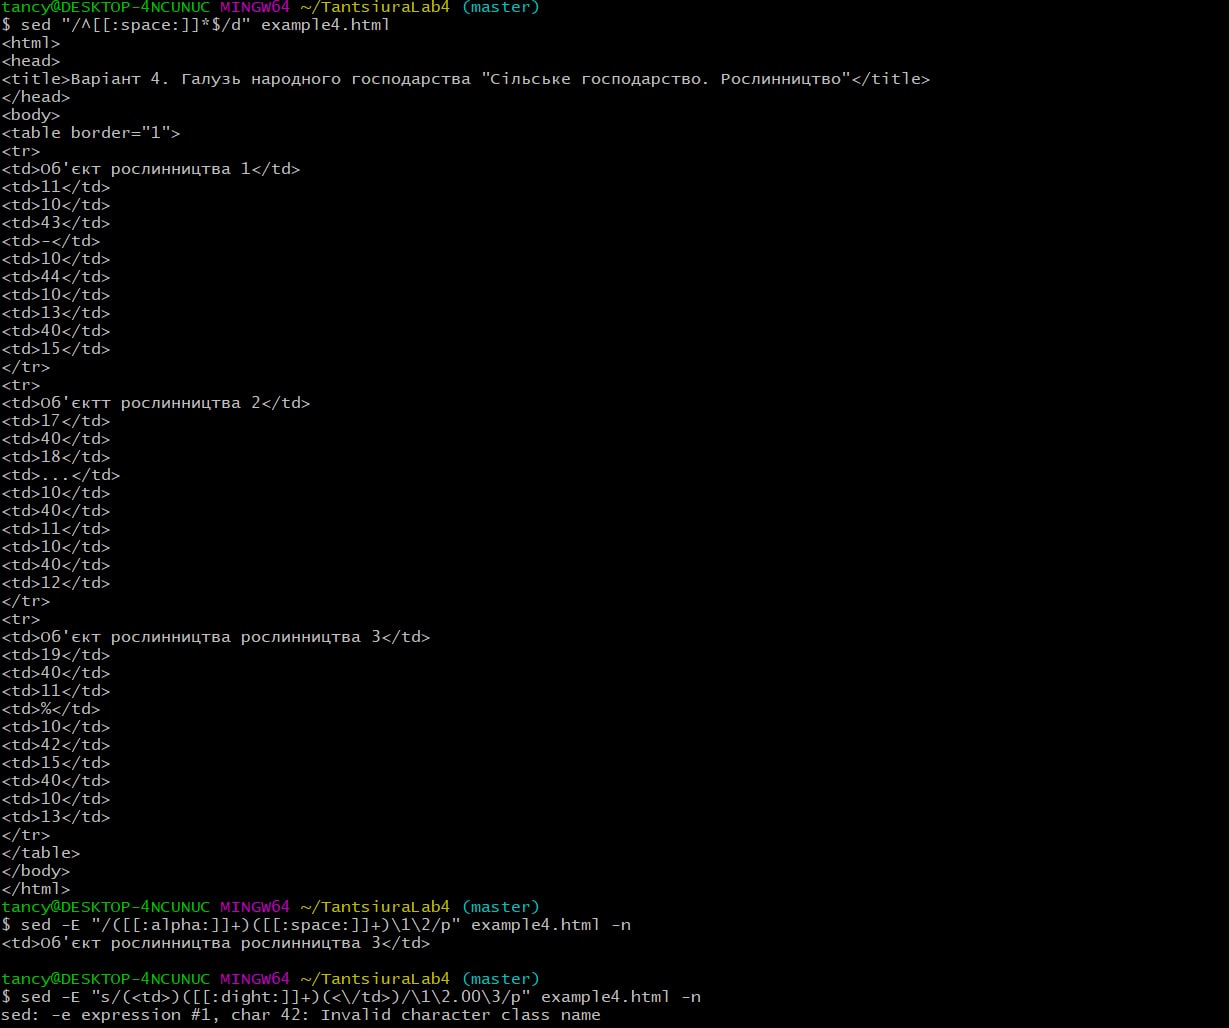 tancy@DESKTOP-4NCUNUC MINGW64 ~/TantsiuraLab4 (master)
$ sed "/^[[:space:]]*$/d" example4.html
<html>
<head>
<title>Варіант 4. Галузь народного господарства "Сільське господарство. Рослинництво"</title>
</head>
<body>
<table border="1">
<tr>
<td>Об'єкт рослинництва 1</td>
<td>11</td>
<td>10</td>
<td>43</td>
<td>-</td>
<td>10</td>
<td>44</td>
<td>10</td>
<td>13</td>
<td>40</td>
<td>15</td>
</tr>
<tr>
<td>Об'єктт рослинництва 2</td>
<td>17</td>
<td>40</td>
<td>18</td>
<td>...</td>
<td>10</td>
<td>40</td>
<td>11</td>
<td>10</td>
<td>40</td>
<td>12</td>
</tr>
<tr>
<td>Об'єкт рослинництва рослинництва 3</td>
<td>19</td>
<td>40</td>
<td>11</td>
<td>%</td>
<td>10</td>
<td>42</td>
<td>15</td>
<td>40</td>
<td>10</td>
<td>13</td>
</tr>
</table>
</body>
</html>
tancy@DESKTOP-4NCUNUC MINGW64 ~/TantsiuraLab4 (master)
$ sed -E "/([[:alpha:]]+)([[:space:]]+)\1\2/p" example4.html -n
<td>Об'єкт рослинництва рослинництва 3</td>
tancy@DESKTOP-4NCUNUC MINGW64 ~/TantsiuraLab4 (master)
$ sed -E "s/(<td>)([[:dight:]]+)(<\/td>)/\1\2.00\3/p" example4.html -n
sed: -e expression #1, char 42: Invalid character class name